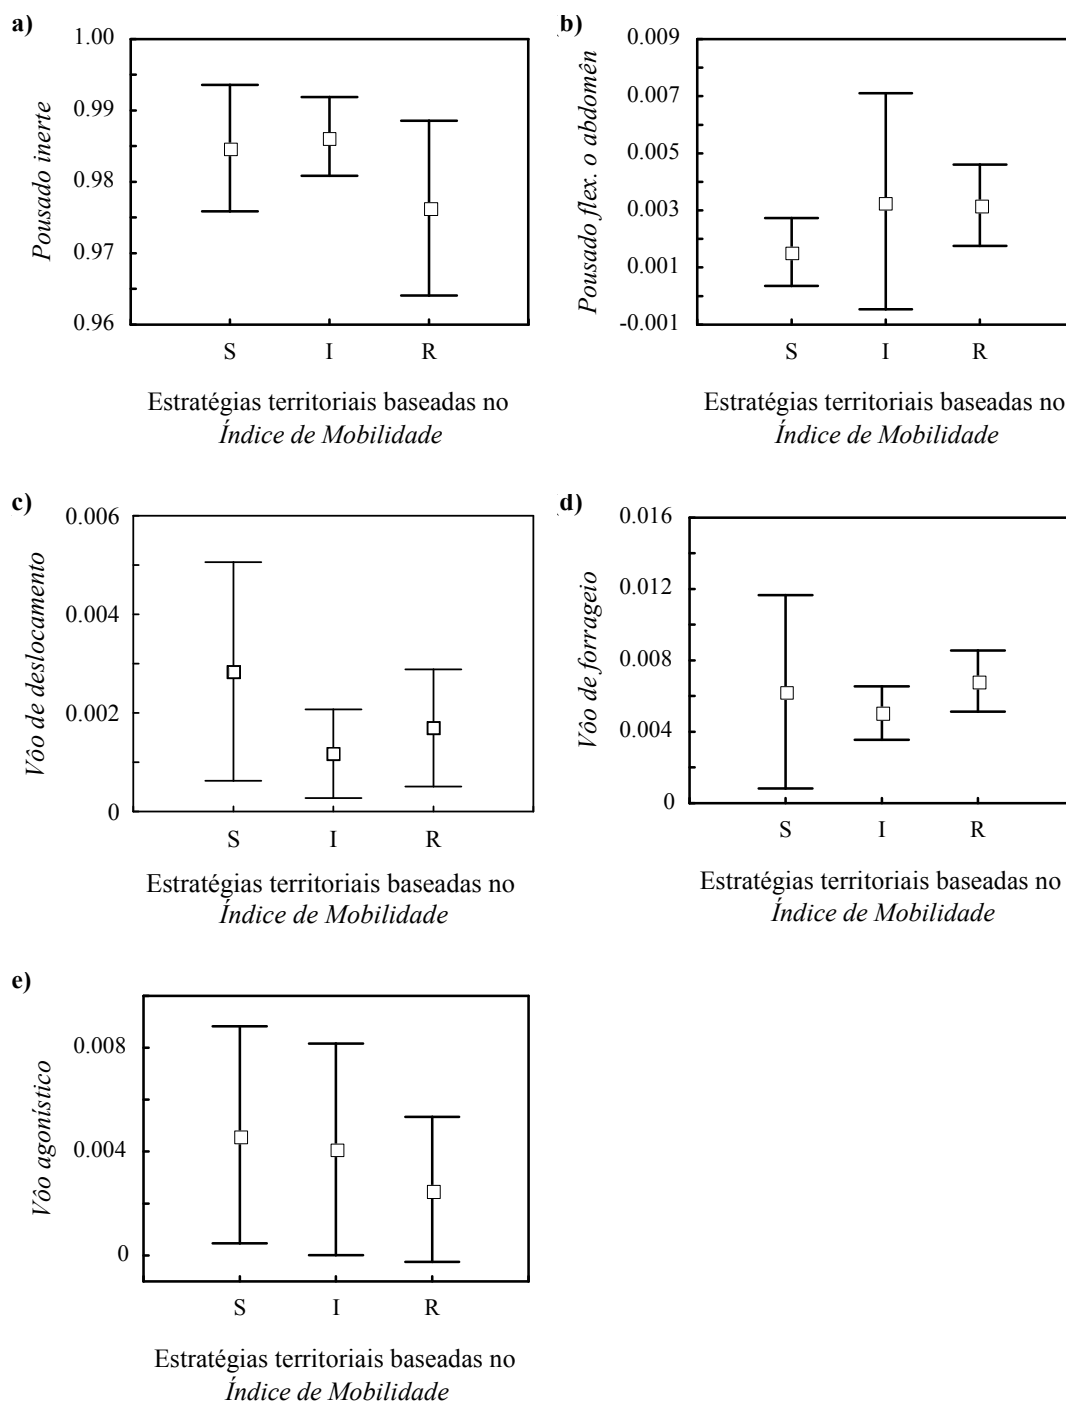 a)
Pousado inerte
1.00
0.99
0.98
0.97
0.96
S I R
Estratégias territoriais baseadas no
Índice de Mobilidade
b)
Pousado flex. o abdomên
0.009
0.007
0.005
0.003
0.001
-0.001
S I R
Estratégias territoriais baseadas no
Índice de Mobilidade
c)
Vôo de deslocamento
0.006
0.004
0.002
0
S I R
Estratégias territoriais baseadas no
Índice de Mobilidade
d)
Vôo de forrageio
0.016
0.012
0.008
0.004
0
S I R
Estratégias territoriais baseadas no
Índice de Mobilidade
e)
Vôo agonístico
0.008
0.004
0
S I R
Estratégias territoriais baseadas no
Índice de Mobilidade